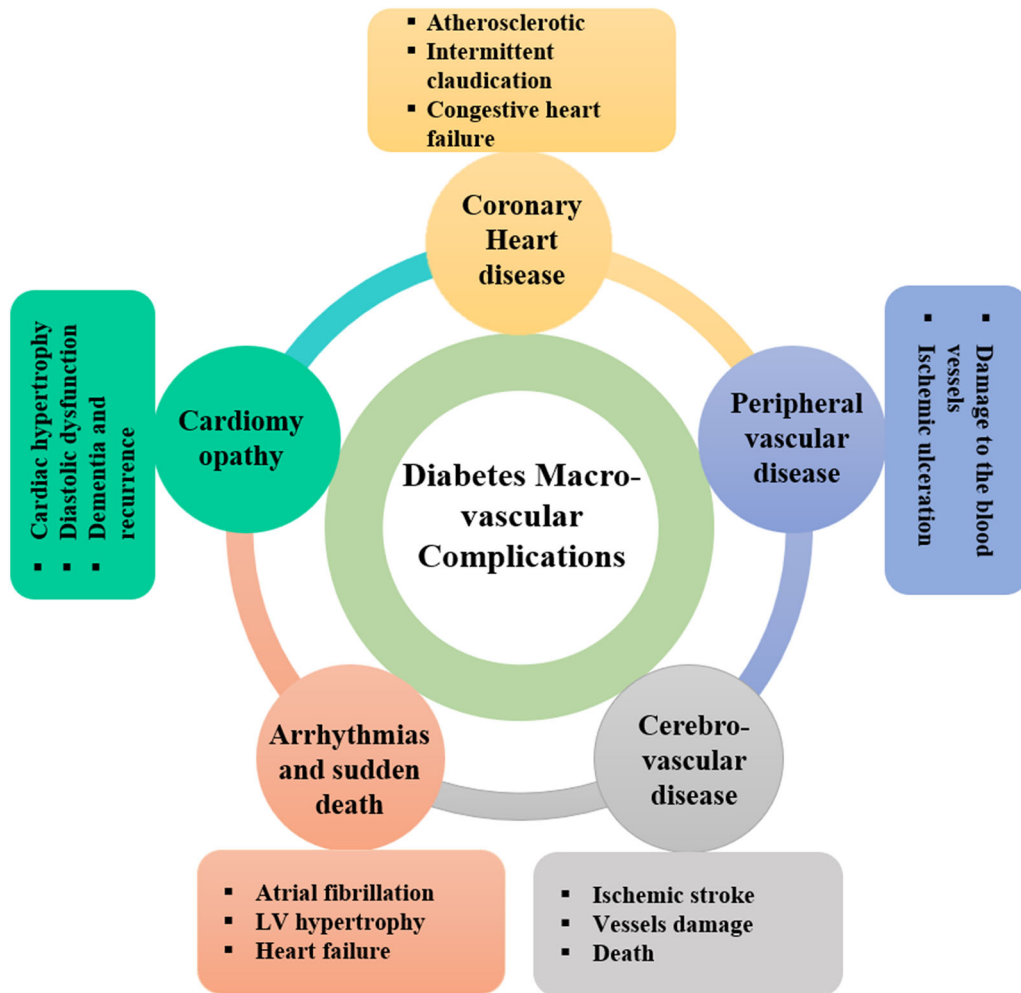 ▪ Atherosclerotic
▪ Intermittent
claudication
▪ Congestive heart
failure
Coronary
Heart
disease
▪ Damage to the blood
vessels
▪ Ischemic ulceration
Peripheral
vascular
disease
▪ Cardiac hypertrophy
▪ Diastolic dysfunction
▪ Dementia and
recurrence
Cardiomy
opathy
Diabetes Macro-
vascular
Complications
Arrhythmias
and sudden
death
▪ Atrial fibrillation
▪ LV hypertrophy
▪ Heart failure
Cerebro-
vascular
disease
▪ Ischemic stroke
▪ Vessels damage
▪ Death